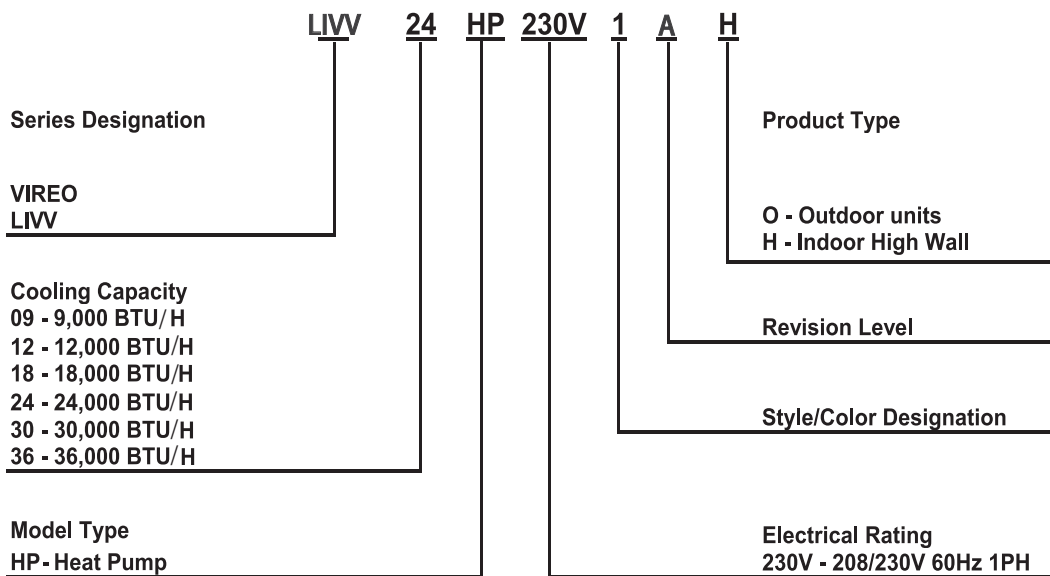 LIVV 24 HP 230V 1 A H
Series Designation
VIREO
LIVV
Cooling Capacity
09 - 9,000 BTU/H
12 - 12,000 BTU/H
18 - 18,000 BTU/H
24 - 24,000 BTU/H
30 - 30,000 BTU/H
36 - 36,000 BTU/H
Model Type
HP - Heat Pump
Product Type
O - Outdoor units
H - Indoor High Wall
Revision Level
Style/Color Designation
Electrical Rating
230V - 208/230V 60Hz 1PH